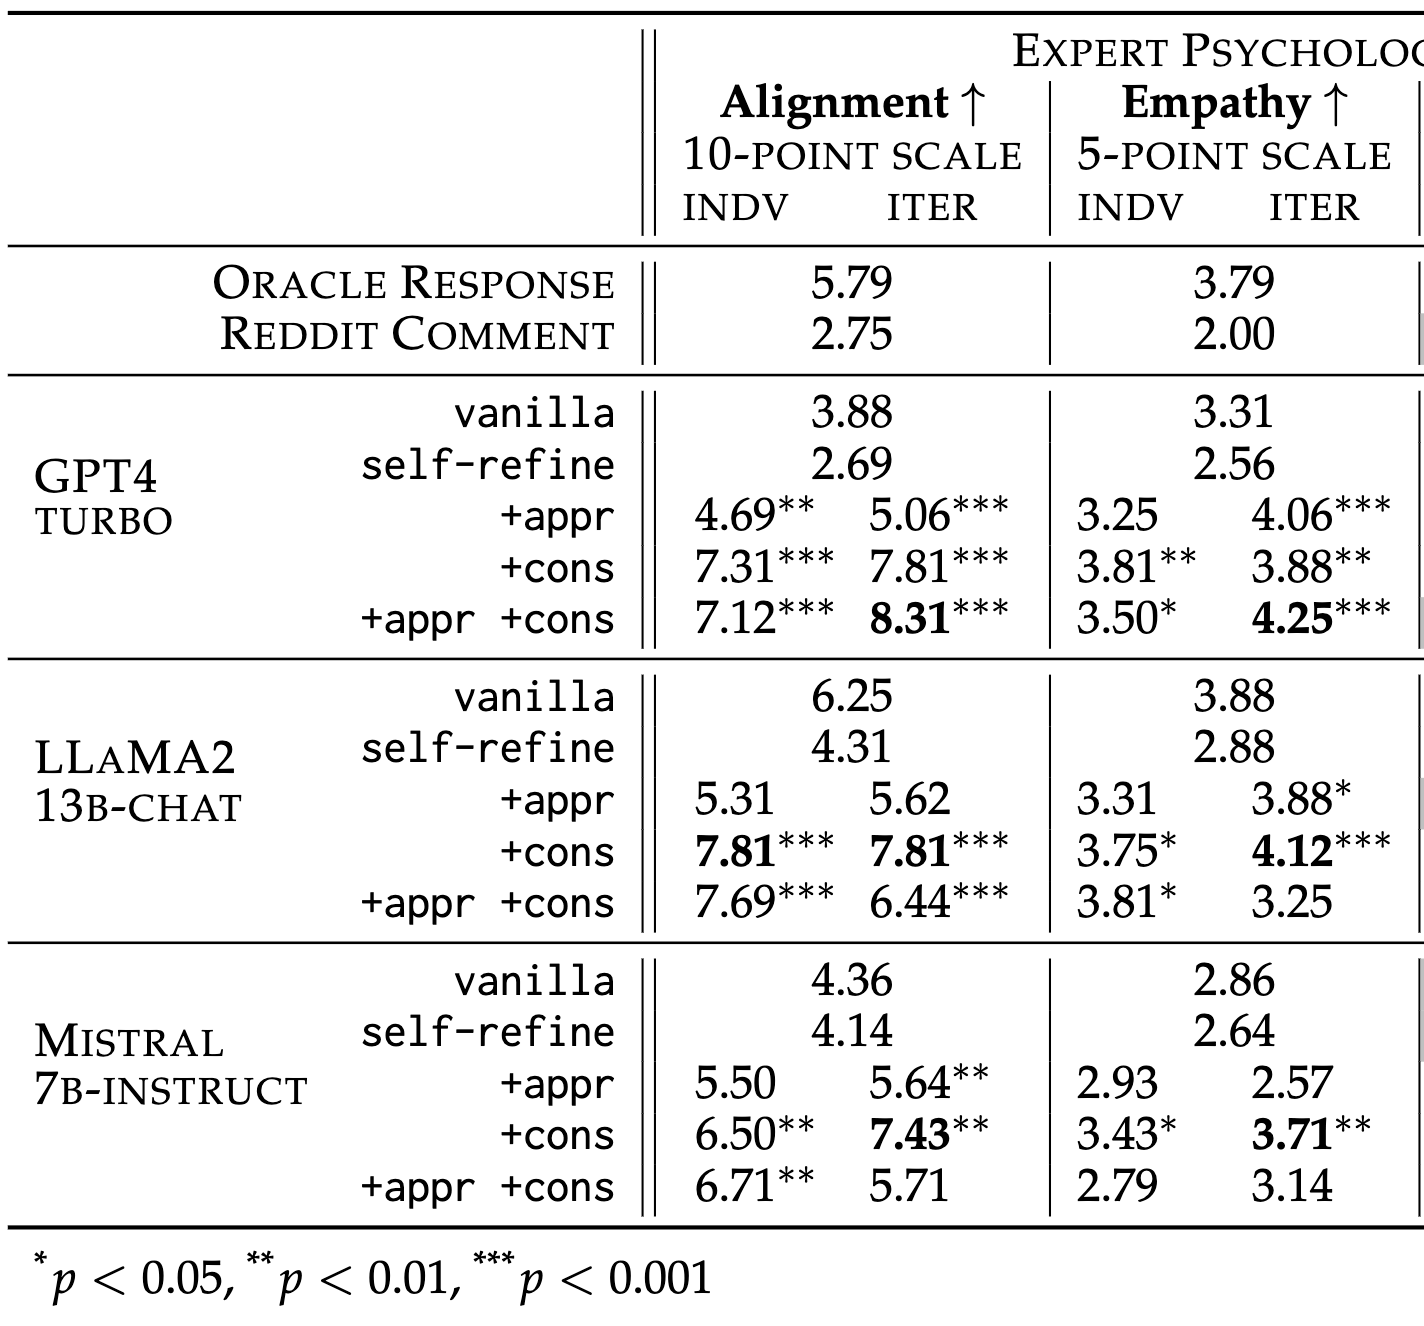 EXPERT PSYCHOLOG
Alignment ↑ Empathy ↑
10-POINT SCALE 5-POINT SCALE
INDV ITER INDV ITER
ORACLE RESPONSE 5.79 3.79
REDDIT COMMENT 2.75 2.00
GPT4 TURBO
vanilla 3.88 3.31
self-refine 2.69 2.56
+appr 4.69** 5.06*** 3.25 4.06***
+cons 7.31*** 7.81*** 3.81** 3.88**
+appr +cons 7.12*** 8.31*** 3.50* 4.25***
LLAMA2 13B-CHAT
vanilla 6.25 3.88
self-refine 4.31 2.88
+appr 5.31 5.62 3.31 3.88*
+cons 7.81*** 7.81*** 3.75* 4.12***
+appr +cons 7.69*** 6.44*** 3.81* 3.25
MISTRAL 7B-INSTRUCT
vanilla 4.36 2.86
self-refine 4.14 2.64
+appr 5.50 5.64** 2.93 2.57
+cons 6.50** 7.43** 3.43* 3.71**
+appr +cons 6.71** 5.71 2.79 3.14
*p < 0.05, **p < 0.01, ***p < 0.001